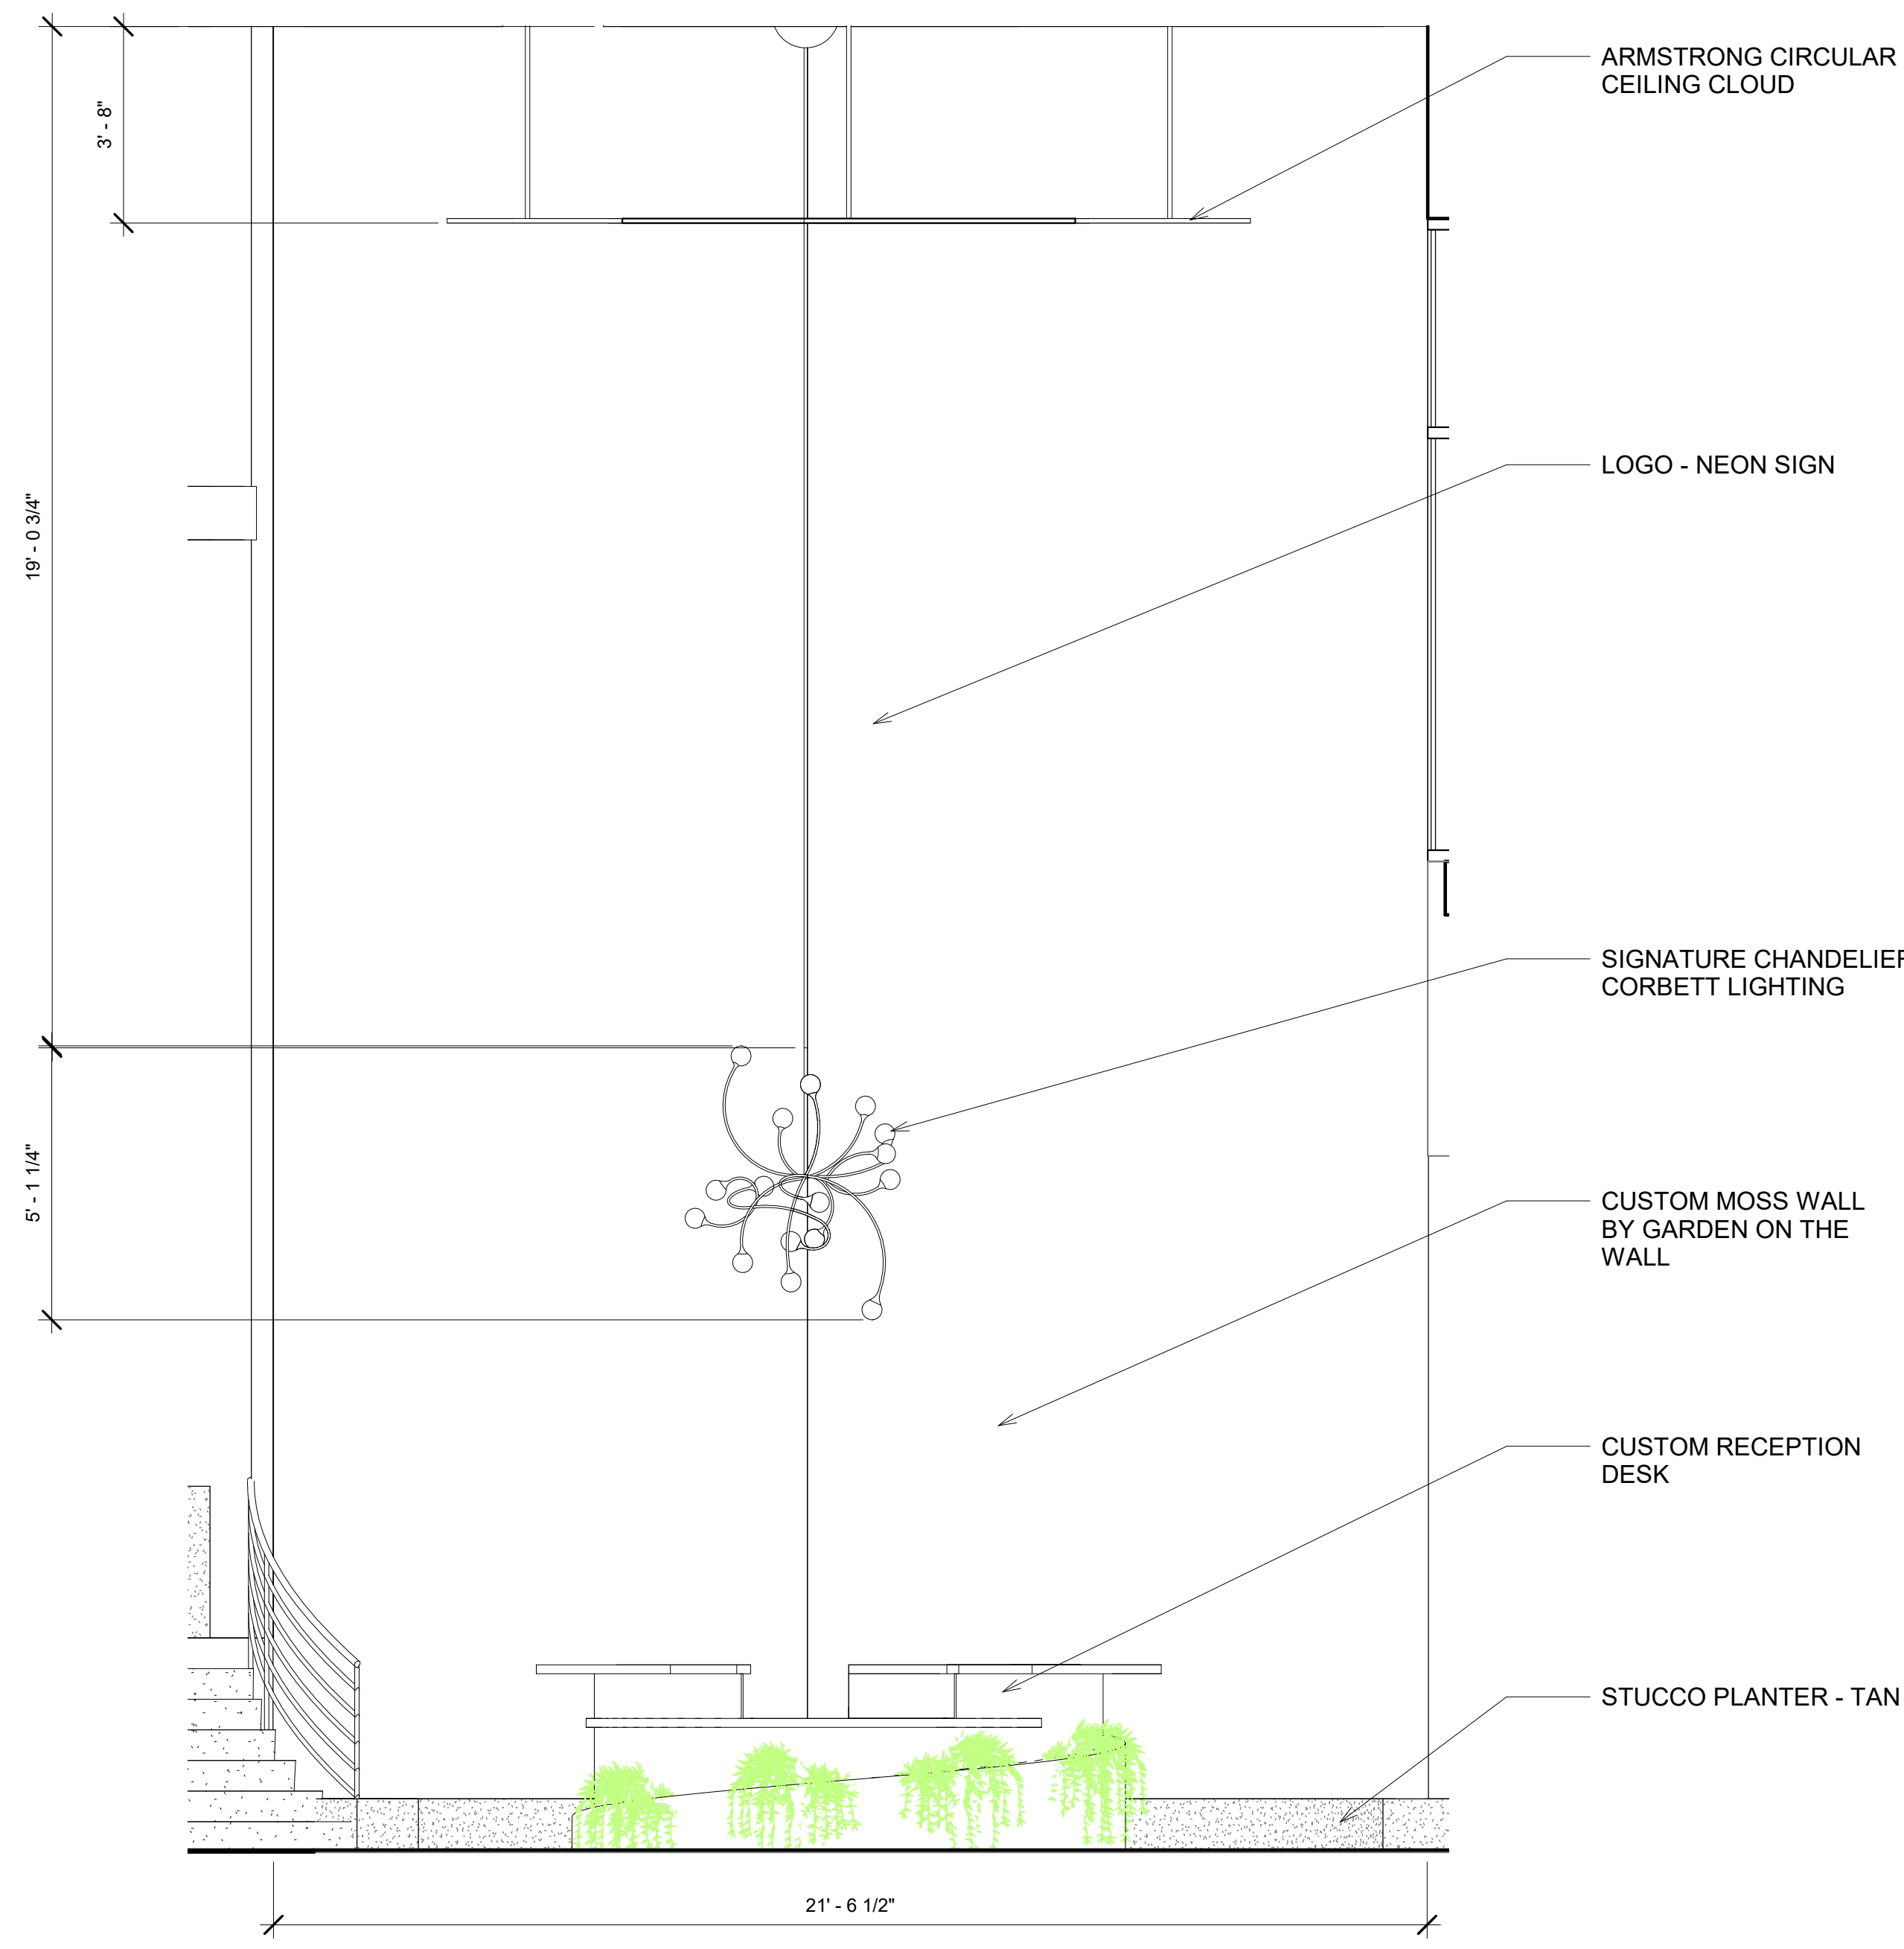 ARMSTRONG CIRCULAR
CEILING CLOUD
3' - 8"
LOGO - NEON SIGN
19' - 0 3/4"
SIGNATURE CHANDELIER
CORBETT LIGHTING
5' - 1 1/4"
CUSTOM MOSS WALL
BY GARDEN ON THE
WALL
CUSTOM RECEPTION
DESK
STUCCO PLANTER - TAN
21' - 6 1/2"